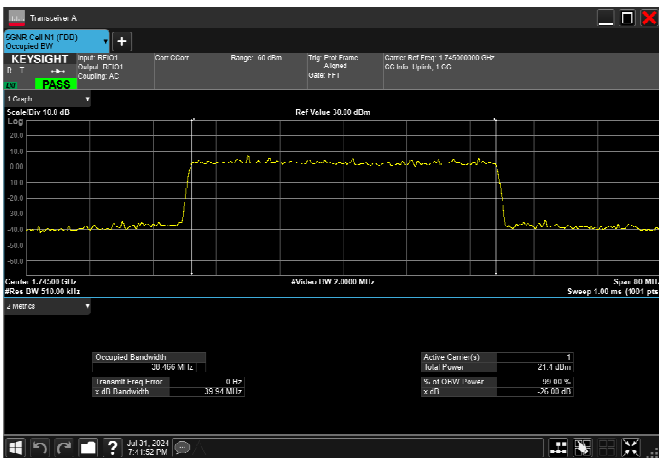 Transceiver A
5GNR Cell N1 (FDD)
Occupied BW
KEYSIGHT
R T
PASS
Input: RFIO1
Output: RFIO1
Coupling: AC
Corr: CCorr
Range: -60 dBm
Trig: Prot Frame
Aligned
Gate: FFT
Carrier Ref Freq: 1.745000000 GHz
CC Info: Uplink, 1 CC
1 Graph
Scale/Div 10.0 dB
Ref Value 30.00 dBm
Log
20.0
10.0
0.00
-10.0
-20.0
-30.0
-40.0
-50.0
-60.0
Center 1.74500 GHz
#Video BW 2.0000 MHz
Span 80 MHz
#Res BW 510.00 kHz
Sweep 1.00 ms (1001 pts
2 Metrics
Occupied Bandwidth
38.466 MHz
Transmit Freq Error 0 Hz
x dB Bandwidth 39.94 MHz
Active Carrier(s) 1
Total Power 21.4 dBm
% of OBW Power 99.00 %
x dB -26.00 dB
Jul 31, 2024
7:41:52 PM